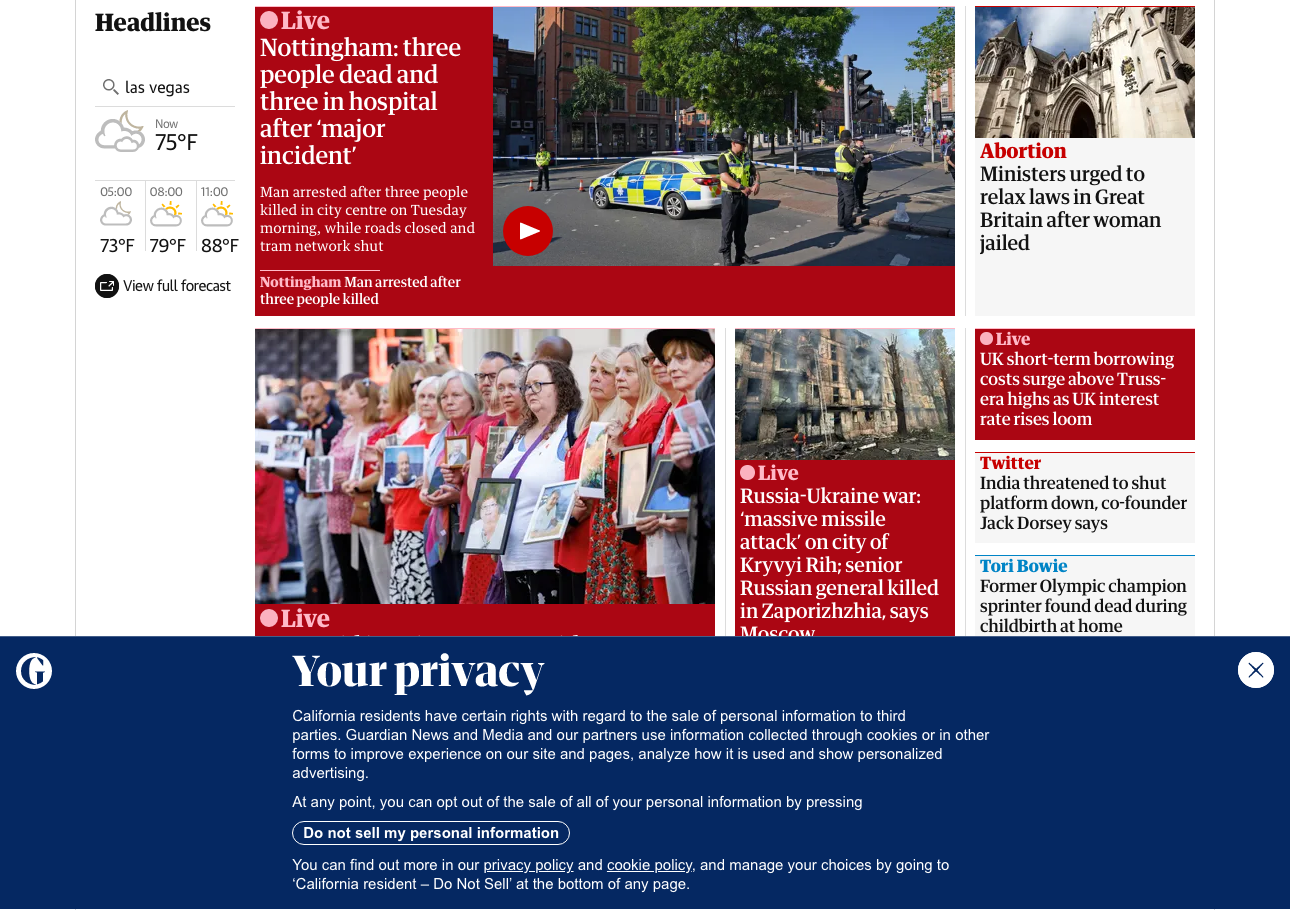 Headlines
las vegas
Now
75°F
05:00
08:00
11:00
73°F
79°F
88°F
View full forecast
Live
Nottingham: three
people dead and
three in hospital
after ‘major
incident’
Man arrested after three people
killed in city centre on Tuesday
morning, while roads closed and
tram network shut
Nottingham Man arrested after
three people killed
Abortion
Ministers urged to
relax laws in Great
Britain after woman
jailed
Live
Live
Russia-Ukraine war:
‘massive missile
attack’ on city of
Kryvyi Rih; senior
Russian general killed
in Zaporizhzhia, says
Moscow
Live
UK short-term borrowing
costs surge above Truss-
era highs as UK interest
rate rises loom
Twitter
India threatened to shut
platform down, co-founder
Jack Dorsey says
Tori Bowie
Former Olympic champion
sprinter found dead during
childbirth at home
G
Your privacy
California residents have certain rights with regard to the sale of personal information to third
parties. Guardian News and Media and our partners use information collected through cookies or in other
forms to improve experience on our site and pages, analyze how it is used and show personalized
advertising.
At any point, you can opt out of the sale of all of your personal information by pressing
Do not sell my personal information
You can find out more in our privacy policy and cookie policy, and manage your choices by going to
‘California resident – Do Not Sell’ at the bottom of any page.